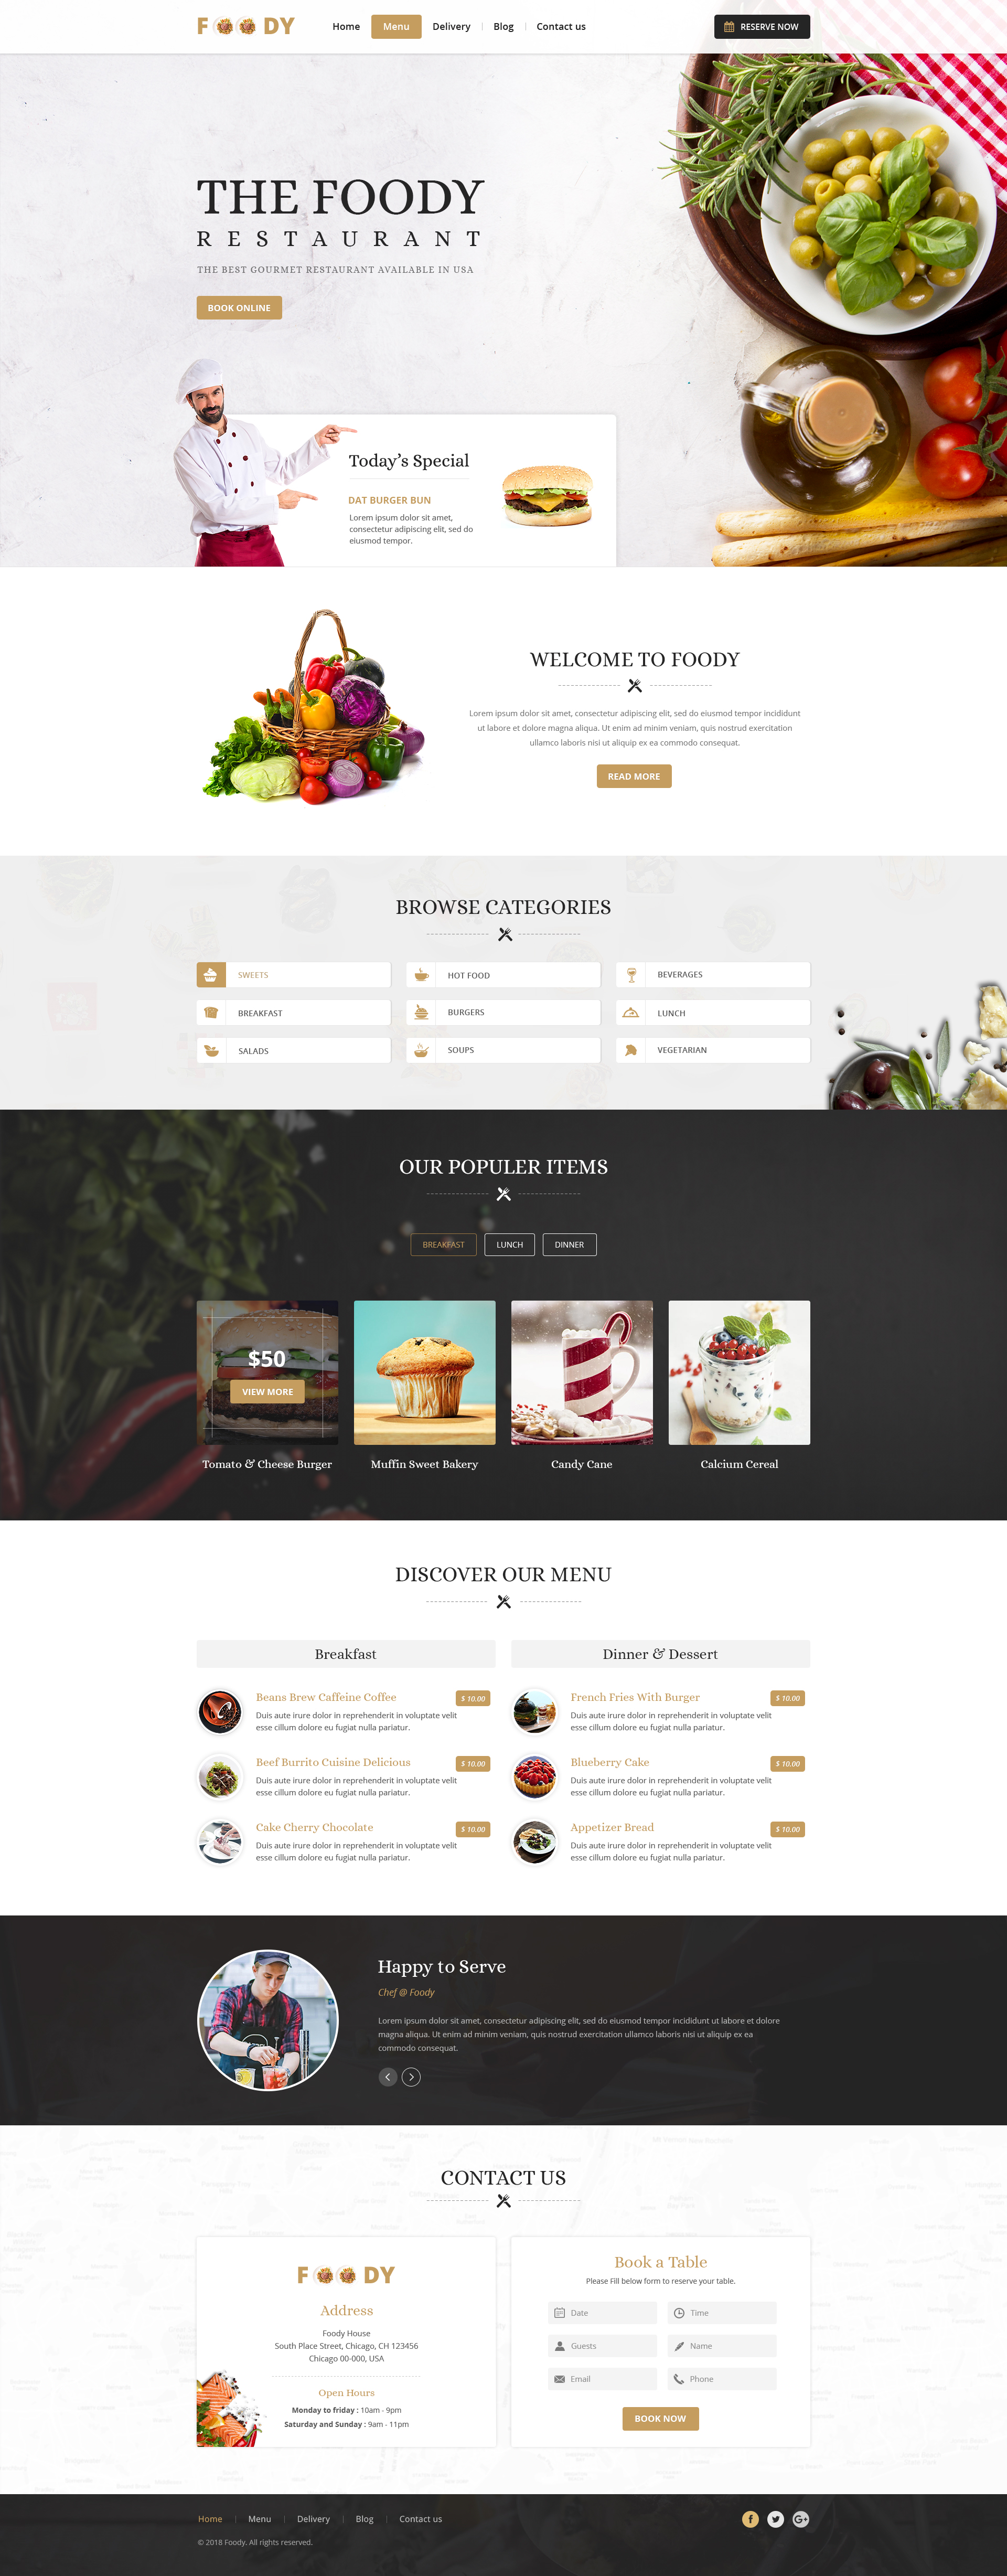 FOODY
Home
Menu
Delivery
Blog
Contact us
RESERVE NOW
THE FOODY
RESTAURANT
THE BEST GOURMET RESTAURANT AVAILABLE IN USA
BOOK ONLINE
Today's Special
DAT BURGER BUN
Lorem ipsum dolor sit amet,
consectetur adipiscing elit, sed do
eiusmod tempor.
WELCOME TO FOODY
Lorem ipsum dolor sit amet, consectetur adipiscing elit, sed do eiusmod tempor incididunt
ut labore et dolore magna aliqua. Ut enim ad minim veniam, quis nostrud exercitation
ullamco laboris nisi ut aliquip ex ea commodo consequat.
READ MORE
BROWSE CATEGORIES
SWEETS
HOT FOOD
BEVERAGES
BREAKFAST
BURGERS
LUNCH
SALADS
SOUPS
VEGETARIAN
OUR POPULER ITEMS
BREAKFAST
LUNCH
DINNER
$50
VIEW MORE
Tomato & Cheese Burger
Muffin Sweet Bakery
Candy Cane
Calcium Cereal
DISCOVER OUR MENU
Breakfast
Beans Brew Caffeine Coffee
$ 10.00
Duis aute irure dolor in reprehenderit in voluptate velit
esse cillum dolore eu fugiat nulla pariatur.
Beef Burrito Cuisine Delicious
$ 10.00
Duis aute irure dolor in reprehenderit in voluptate velit
esse cillum dolore eu fugiat nulla pariatur.
Cake Cherry Chocolate
$ 10.00
Duis aute irure dolor in reprehenderit in voluptate velit
esse cillum dolore eu fugiat nulla pariatur.
Dinner & Dessert
French Fries With Burger
$ 10.00
Duis aute irure dolor in reprehenderit in voluptate velit
esse cillum dolore eu fugiat nulla pariatur.
Blueberry Cake
$ 10.00
Duis aute irure dolor in reprehenderit in voluptate velit
esse cillum dolore eu fugiat nulla pariatur.
Appetizer Bread
$ 10.00
Duis aute irure dolor in reprehenderit in voluptate velit
esse cillum dolore eu fugiat nulla pariatur.
Happy to Serve
Chef @ Foody
Lorem ipsum dolor sit amet, consectetur adipiscing elit, sed do eiusmod tempor incididunt ut labore et dolore
magna aliqua. Ut enim ad minim veniam, quis nostrud exercitation ullamco laboris nisi ut aliquip ex ea
commodo consequat.
CONTACT US
FOODY
Address
Foody House
South Place Street, Chicago, CH 123456
Chicago 00-000, USA
Open Hours
Monday to friday : 10am - 9pm
Saturday and Sunday : 9am - 11pm
Book a Table
Please Fill below form to reserve your table.
Date
Time
Guests
Name
Email
Phone
BOOK NOW
Home
Menu
Delivery
Blog
Contact us
© 2018 Foody. All rights reserved.